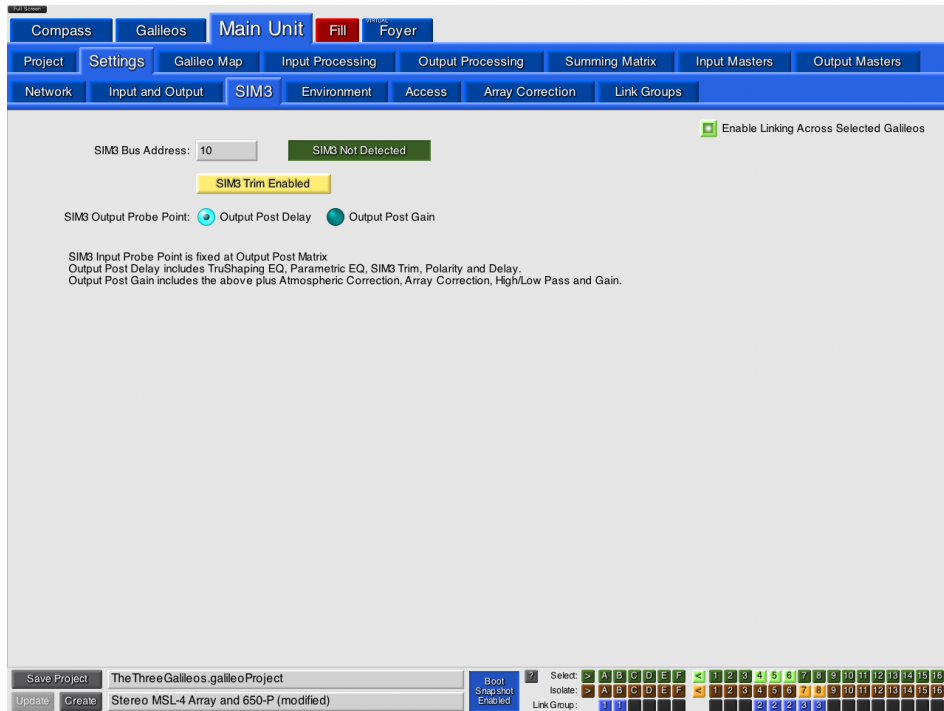 Full Screen
Compass Galileos Main Unit Fill VIRTUAL Foyer
Project Settings Galileo Map Input Processing Output Processing Summing Matrix Input Masters Output Masters
Network Input and Output SIM3 Environment Access Array Correction Link Groups
Enable Linking Across Selected Galileos
SIM3 Bus Address: 10 SIM3 Not Detected
SIM3 Trim Enabled
SIM3 Output Probe Point: Output Post Delay Output Post Gain
SIM3 Input Probe Point is fixed at Output Post Matrix
Output Post Delay includes TruShaping EQ, Parametric EQ, SIM3 Trim, Polarity and Delay.
Output Post Gain includes the above plus Atmospheric Correction, Array Correction, High/Low Pass and Gain.
Save Project TheThreeGalileos.galileoProject
Update Create Stereo MSL-4 Array and 650-P (modified)
Boot
Snapshot
Enabled
? Select: > A B C D E F < 1 2 3 4 5 6 7 8 9 10 11 12 13 14 15 16
Isolate: > A B C D E F < 1 2 3 4 5 6 7 8 9 10 11 12 13 14 15 16
Link Group: 1 1 2 2 2 3 3